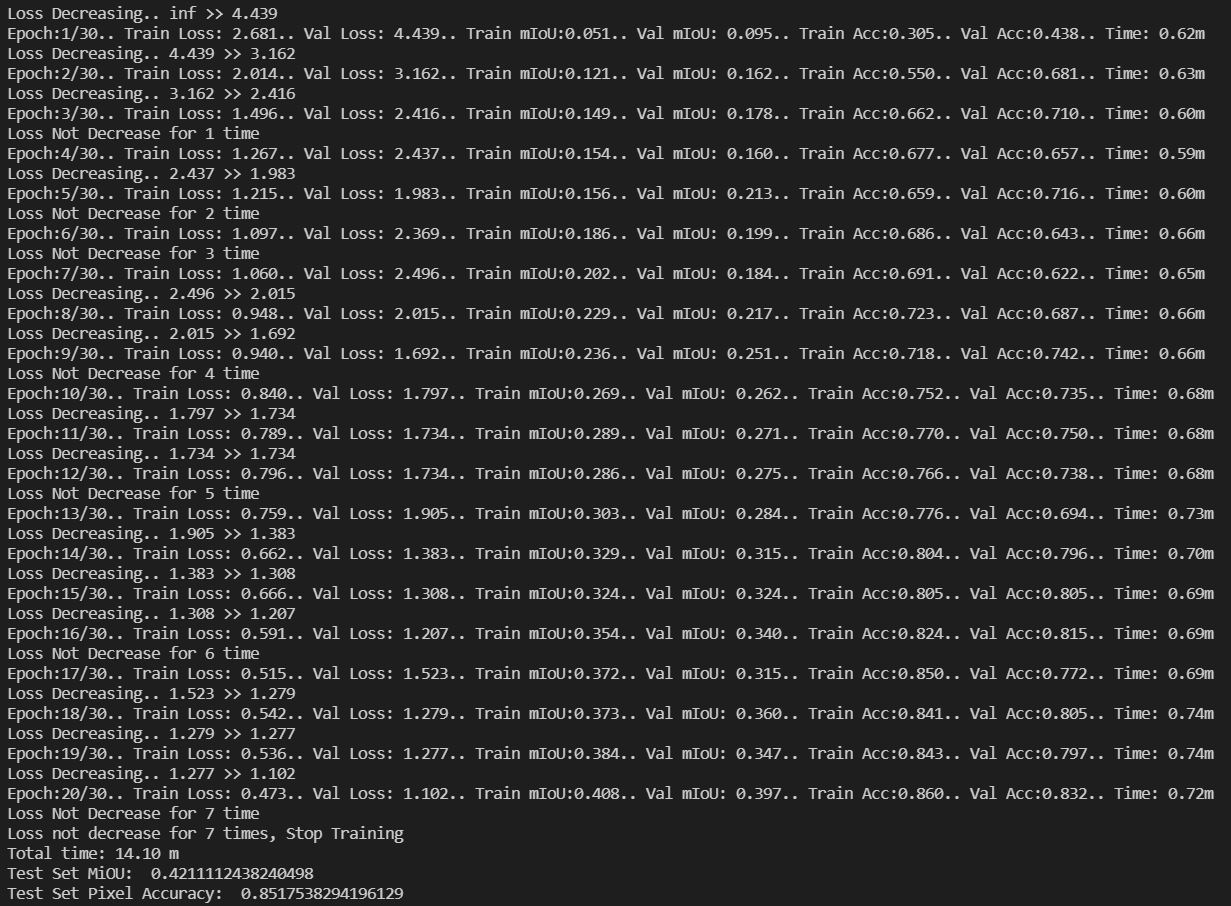 Loss Decreasing.. inf >> 4.439
Epoch:1/30.. Train Loss: 2.681.. Val Loss: 4.439.. Train mIoU:0.051.. Val mIoU: 0.095.. Train Acc:0.305.. Val Acc:0.438.. Time: 0.62m
Loss Decreasing.. 4.439 >> 3.162
Epoch:2/30.. Train Loss: 2.014.. Val Loss: 3.162.. Train mIoU:0.121.. Val mIoU: 0.162.. Train Acc:0.550.. Val Acc:0.681.. Time: 0.63m
Loss Decreasing.. 3.162 >> 2.416
Epoch:3/30.. Train Loss: 1.496.. Val Loss: 2.416.. Train mIoU:0.149.. Val mIoU: 0.178.. Train Acc:0.662.. Val Acc:0.710.. Time: 0.60m
Loss Not Decrease for 1 time
Epoch:4/30.. Train Loss: 1.267.. Val Loss: 2.437.. Train mIoU:0.154.. Val mIoU: 0.160.. Train Acc:0.677.. Val Acc:0.657.. Time: 0.59m
Loss Decreasing.. 2.437 >> 1.983
Epoch:5/30.. Train Loss: 1.215.. Val Loss: 1.983.. Train mIoU:0.156.. Val mIoU: 0.213.. Train Acc:0.659.. Val Acc:0.716.. Time: 0.60m
Loss Not Decrease for 2 time
Epoch:6/30.. Train Loss: 1.097.. Val Loss: 2.369.. Train mIoU:0.186.. Val mIoU: 0.199.. Train Acc:0.686.. Val Acc:0.643.. Time: 0.66m
Loss Not Decrease for 3 time
Epoch:7/30.. Train Loss: 1.060.. Val Loss: 2.496.. Train mIoU:0.202.. Val mIoU: 0.184.. Train Acc:0.691.. Val Acc:0.622.. Time: 0.65m
Loss Decreasing.. 2.496 >> 2.015
Epoch:8/30.. Train Loss: 0.948.. Val Loss: 2.015.. Train mIoU:0.229.. Val mIoU: 0.217.. Train Acc:0.723.. Val Acc:0.687.. Time: 0.66m
Loss Decreasing.. 2.015 >> 1.692
Epoch:9/30.. Train Loss: 0.940.. Val Loss: 1.692.. Train mIoU:0.236.. Val mIoU: 0.251.. Train Acc:0.718.. Val Acc:0.742.. Time: 0.66m
Loss Not Decrease for 4 time
Epoch:10/30.. Train Loss: 0.840.. Val Loss: 1.797.. Train mIoU:0.269.. Val mIoU: 0.262.. Train Acc:0.752.. Val Acc:0.735.. Time: 0.68m
Loss Decreasing.. 1.797 >> 1.734
Epoch:11/30.. Train Loss: 0.789.. Val Loss: 1.734.. Train mIoU:0.289.. Val mIoU: 0.271.. Train Acc:0.770.. Val Acc:0.750.. Time: 0.68m
Loss Decreasing.. 1.734 >> 1.734
Epoch:12/30.. Train Loss: 0.796.. Val Loss: 1.734.. Train mIoU:0.286.. Val mIoU: 0.275.. Train Acc:0.766.. Val Acc:0.738.. Time: 0.68m
Loss Not Decrease for 5 time
Epoch:13/30.. Train Loss: 0.759.. Val Loss: 1.905.. Train mIoU:0.303.. Val mIoU: 0.284.. Train Acc:0.776.. Val Acc:0.694.. Time: 0.73m
Loss Decreasing.. 1.905 >> 1.383
Epoch:14/30.. Train Loss: 0.662.. Val Loss: 1.383.. Train mIoU:0.329.. Val mIoU: 0.315.. Train Acc:0.804.. Val Acc:0.796.. Time: 0.70m
Loss Decreasing.. 1.383 >> 1.308
Epoch:15/30.. Train Loss: 0.666.. Val Loss: 1.308.. Train mIoU:0.324.. Val mIoU: 0.324.. Train Acc:0.805.. Val Acc:0.805.. Time: 0.69m
Loss Decreasing.. 1.308 >> 1.207
Epoch:16/30.. Train Loss: 0.591.. Val Loss: 1.207.. Train mIoU:0.354.. Val mIoU: 0.340.. Train Acc:0.824.. Val Acc:0.815.. Time: 0.69m
Loss Not Decrease for 6 time
Epoch:17/30.. Train Loss: 0.515.. Val Loss: 1.523.. Train mIoU:0.372.. Val mIoU: 0.315.. Train Acc:0.850.. Val Acc:0.772.. Time: 0.69m
Loss Decreasing.. 1.523 >> 1.279
Epoch:18/30.. Train Loss: 0.542.. Val Loss: 1.279.. Train mIoU:0.373.. Val mIoU: 0.360.. Train Acc:0.841.. Val Acc:0.805.. Time: 0.74m
Loss Decreasing.. 1.279 >> 1.277
Epoch:19/30.. Train Loss: 0.536.. Val Loss: 1.277.. Train mIoU:0.384.. Val mIoU: 0.347.. Train Acc:0.843.. Val Acc:0.797.. Time: 0.74m
Loss Decreasing.. 1.277 >> 1.102
Epoch:20/30.. Train Loss: 0.473.. Val Loss: 1.102.. Train mIoU:0.408.. Val mIoU: 0.397.. Train Acc:0.860.. Val Acc:0.832.. Time: 0.72m
Loss Not Decrease for 7 time
Loss not decrease for 7 times, Stop Training
Total time: 14.10 m
Test Set MiOU:  0.4211112438240498
Test Set Pixel Accuracy:  0.8517538294196129